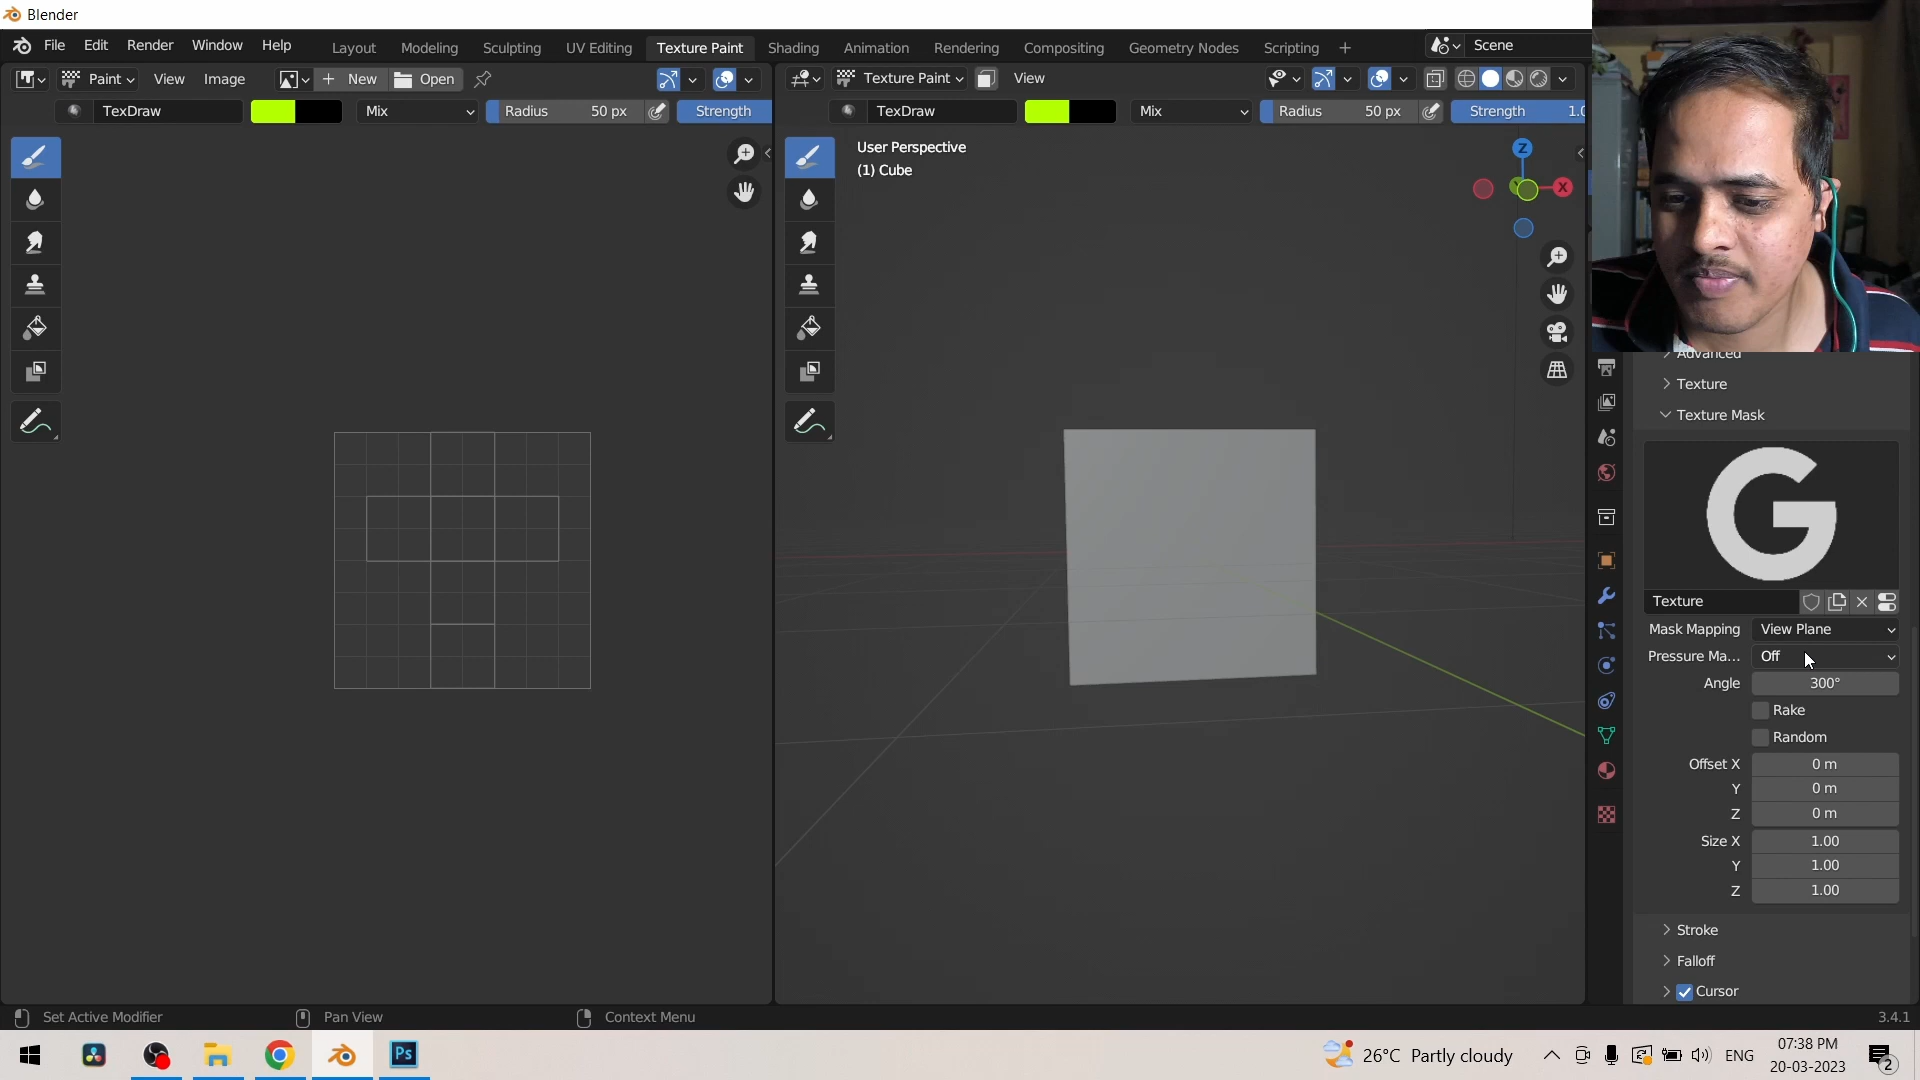 Blender
File Edit Render Window Help Layout Modeling Sculpting UV Editing Texture Paint Shading Animation Rendering Compositing Geometry Nodes Scripting + Scene
Paint View Image + New Open Texture Paint View
TexDraw Mix Radius 50 px Strength TexDraw Mix Radius 50 px Strength 1.0
User Perspective
(1) Cube
Z
X
Advanced
Texture
Texture Mask
G
Texture
Mask Mapping View Plane
Pressure Ma... Off
Angle 300°
Rake
Random
Offset X 0 m
Y 0 m
Z 0 m
Size X 1.00
Y 1.00
Z 1.00
Stroke
Falloff
Cursor
Set Active Modifier Pan View Context Menu 3.4.1
Ps 26°C Partly cloudy ENG 07:38 PM
20-03-2023 2